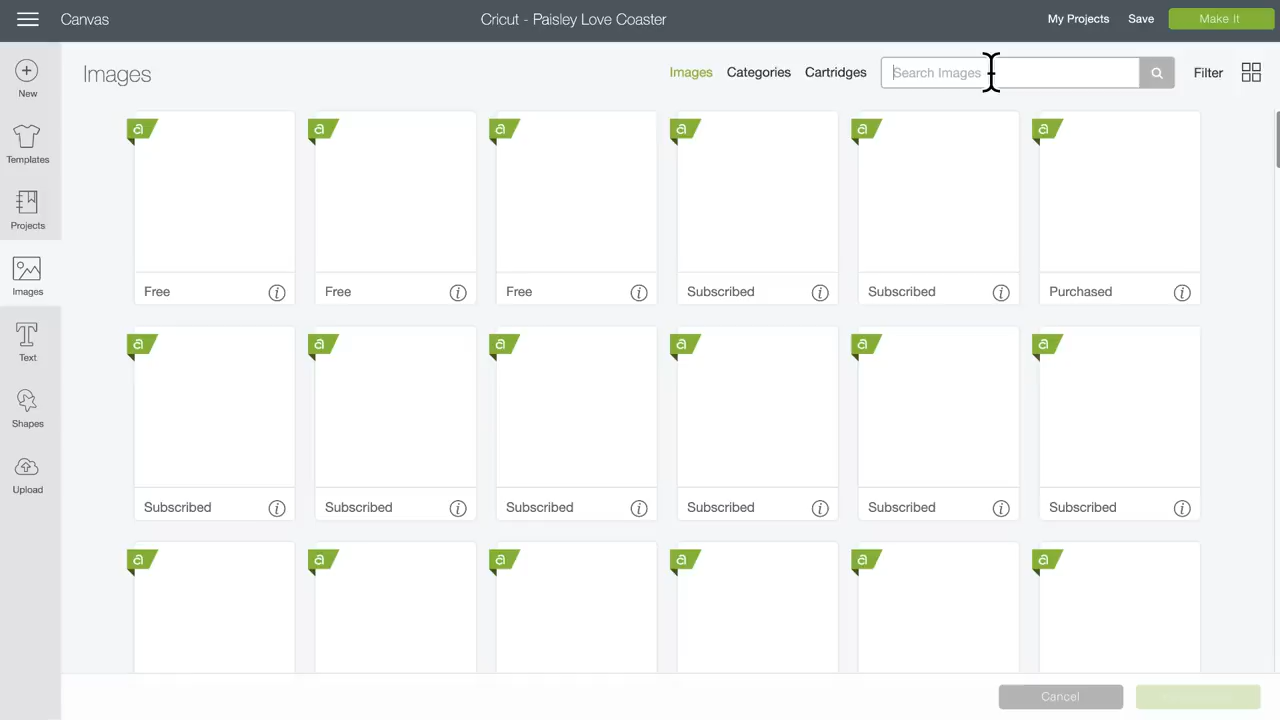 Canvas
Cricut - Paisley Love Coaster
My Projects
Save
Make It
New
Templates
Projects
Images
Text
Shapes
Upload
Images
Images
Categories
Cartridges
Search Images
Filter
a
a
a
a
a
a
Free
Free
Free
Subscribed
Subscribed
Purchased
a
a
a
a
a
a
Subscribed
Subscribed
Subscribed
Subscribed
Subscribed
Subscribed
a
a
a
a
a
a
Cancel